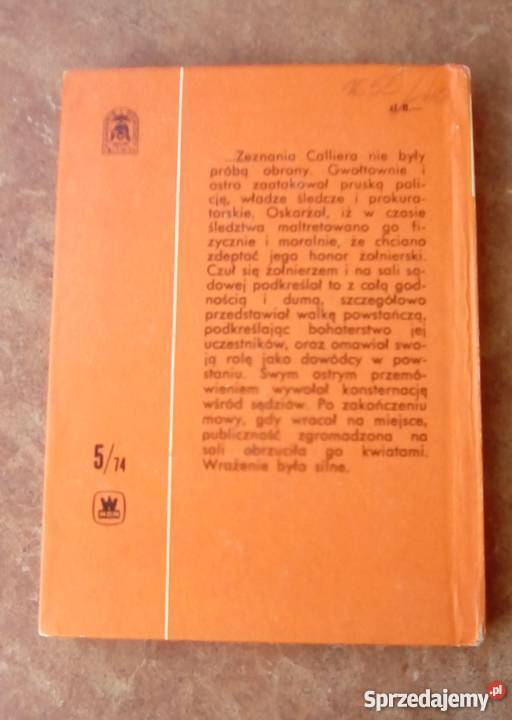 zł 8.—
...Zeznania Calliera nie były
próbą obrony. Gwałtownie i
ostro zaatakował pruską poli-
cję, władze śledcze i prokura-
torskie. Oskarżał, iż w czasie
śledztwa maltretowano go fi-
zycznie i moralnie, że chciano
zdeptać jego honor żołnierski.
Czuł się żołnierzem i na sali są-
dowej podkreślał to z całą god-
nością i dumą, szczegółowo
przedstawiał walkę powstańczą,
podkreślając bohaterstwo jej
uczestników, oraz omawiał swo-
ją rolę jako dowódcy w pow-
staniu. Swym ostrym przemó-
wieniem wywołał konsternację
wśród sędziów. Po zakończeniu
mowy, gdy wracał na miejsce,
publiczność zgromadzona na
sali obrzuciła go kwiatami.
Wrażenie było silne.
5/74
Sprzedajemy.pl